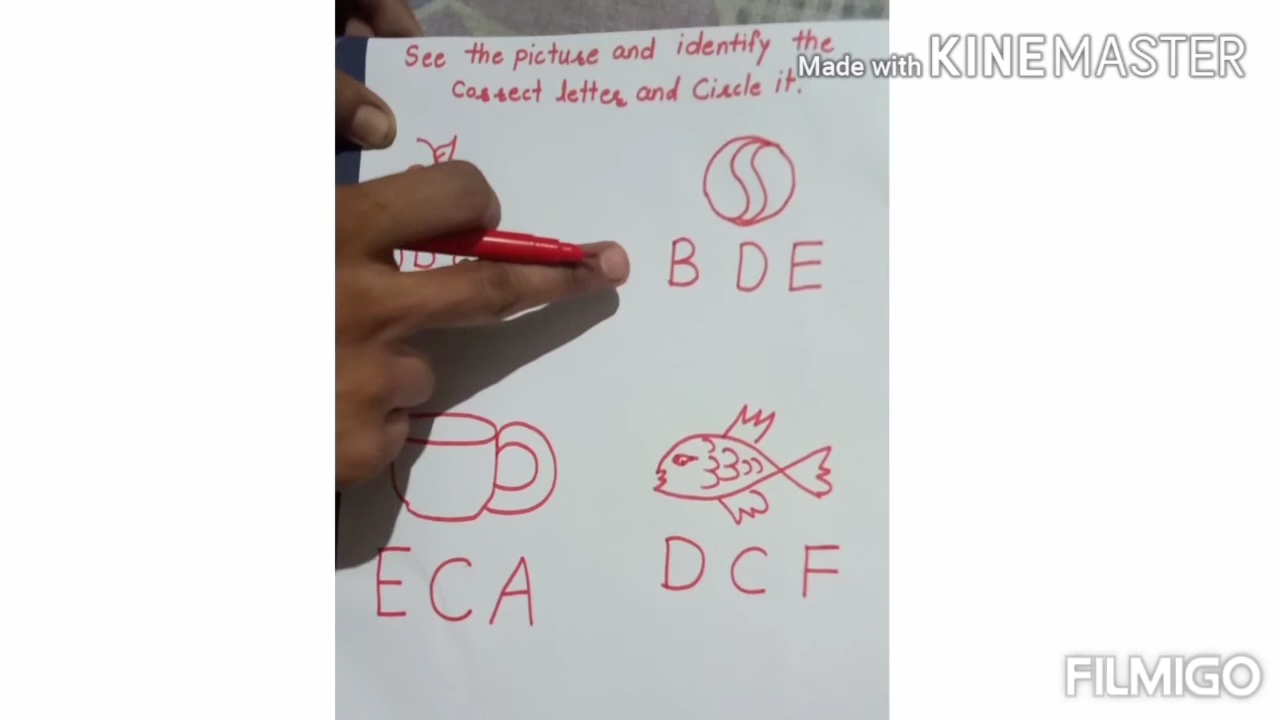 See the picture and identify the
Correct letter and Circle it.
Made with KINEMASTER
B D E
E C A
D C F
FILMIGO